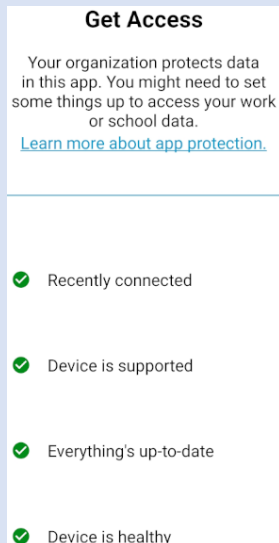 Get Access
Your organization protects data
in this app. You might need to set
some things up to access your work
or school data.
Learn more about app protection.
Recently connected
Device is supported
Everything's up-to-date
Device is healthy